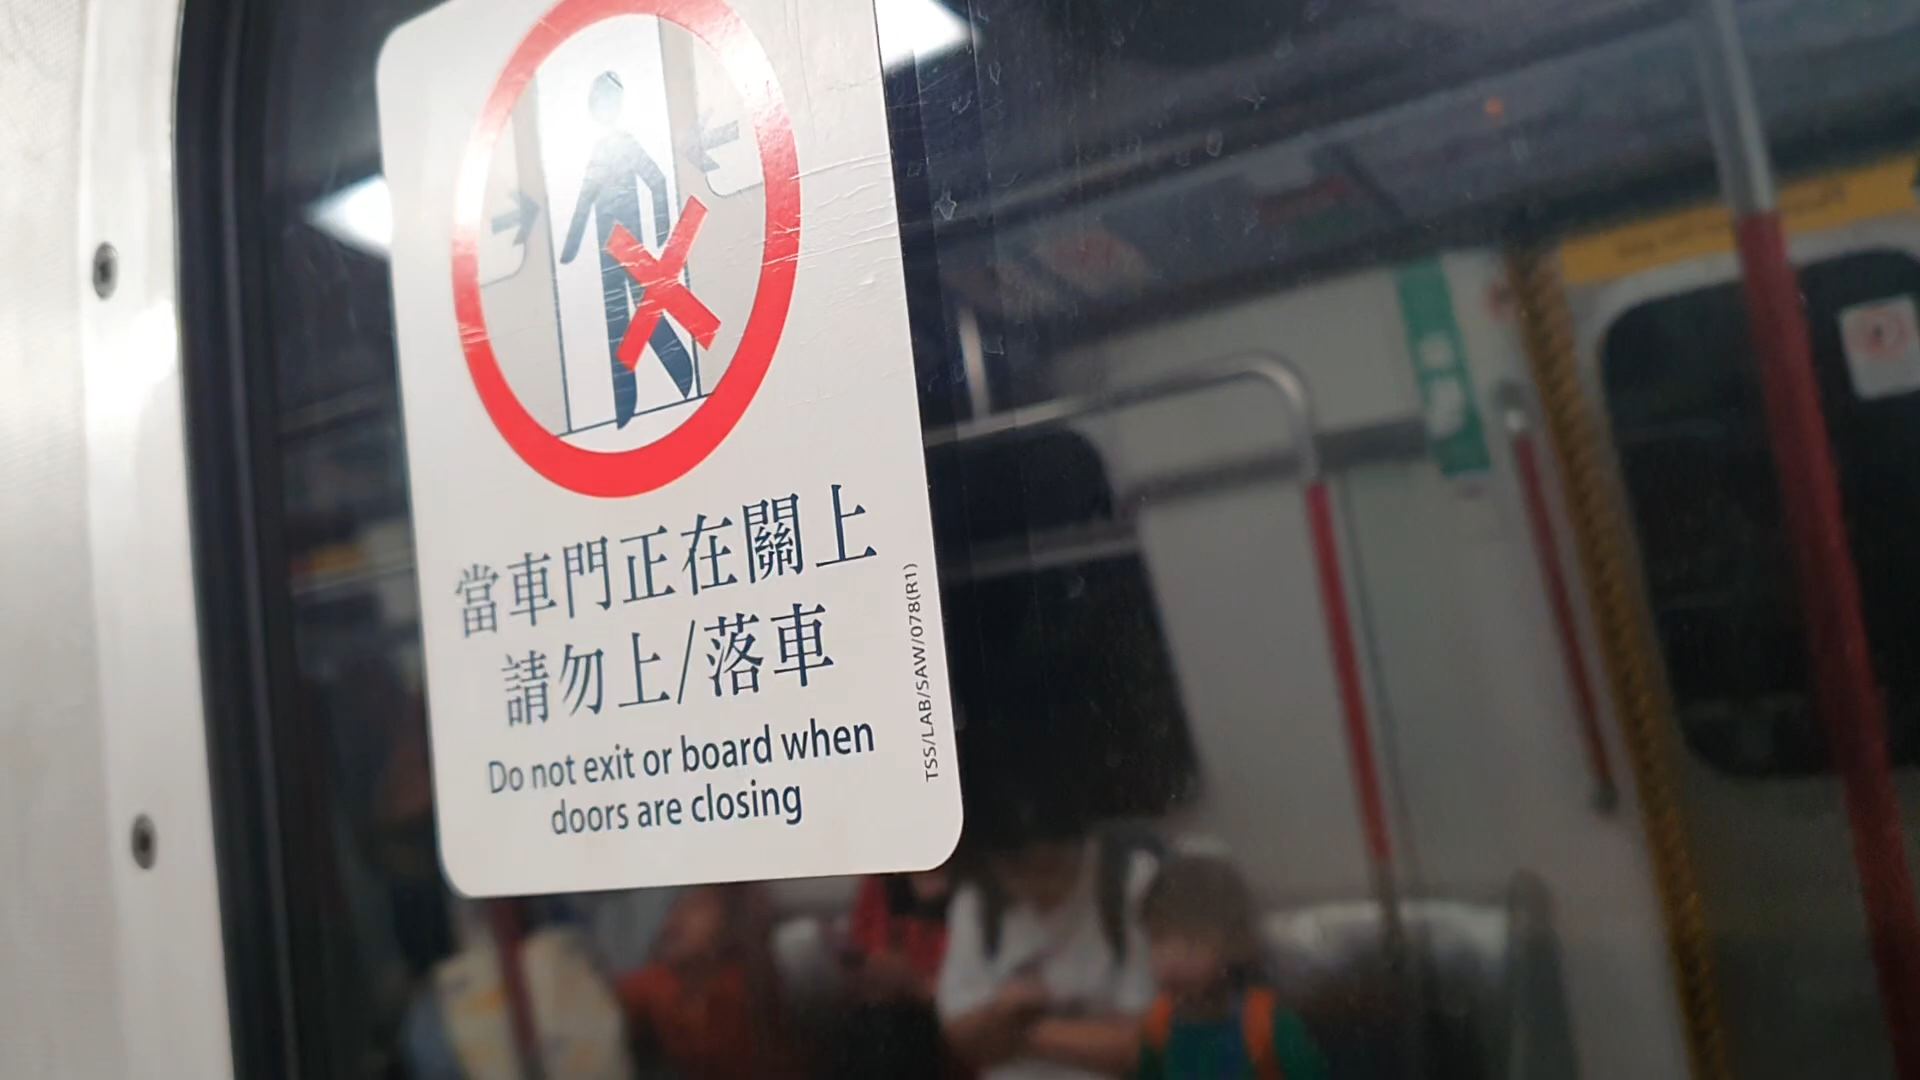 當車門正在關上
請勿上/落車
Do not exit or board when
doors are closing
TSS/LAB/SAW/078(R1)